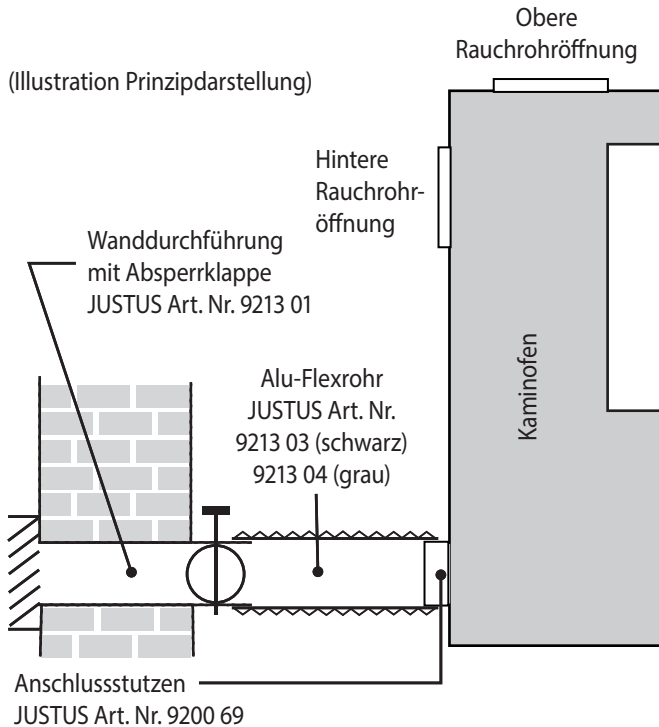 Obere
Rauchrohröffnung
(Illustration Prinzipdarstellung)
Hintere
Rauchrohr-
öffnung
Wanddurchführung
mit Absperrklappe
JUSTUS Art. Nr. 9213 01
Kaminofen
Alu-Flexrohr
JUSTUS Art. Nr.
9213 03 (schwarz)
9213 04 (grau)
Anschlussstutzen
JUSTUS Art. Nr. 9200 69